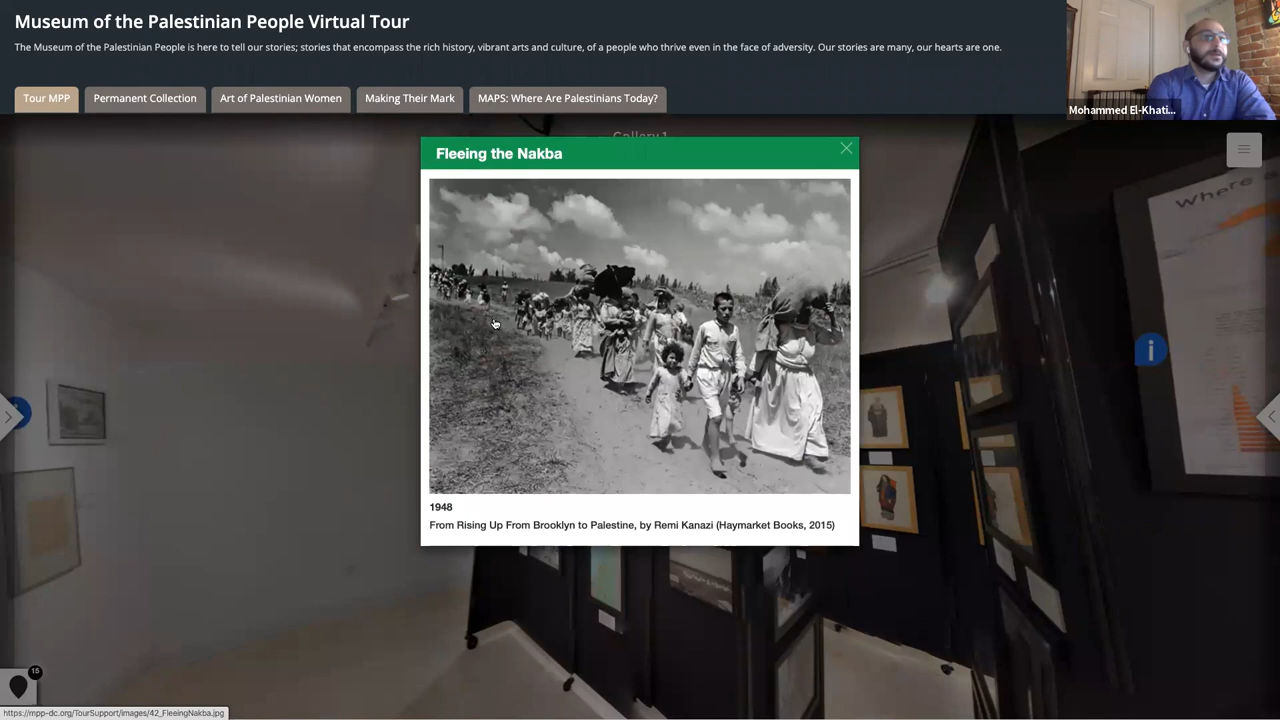 Museum of the Palestinian People Virtual Tour
The Museum of the Palestinian People is here to tell our stories; stories that encompass the rich history, vibrant arts and culture, of a people who thrive even in the face of adversity. Our stories are many, our hearts are one.
Tour MPP
Permanent Collection
Art of Palestinian Women
Making Their Mark
MAPS: Where Are Palestinians Today?
Mohammed El-Khati...
Gallery 1
Fleeing the Nakba
Where
i
1948
From Rising Up From Brooklyn to Palestine, by Remi Kanazi (Haymarket Books, 2015)
15
https://mpp-dc.org/TourSupport/images/42_FleeingNakba.jpg